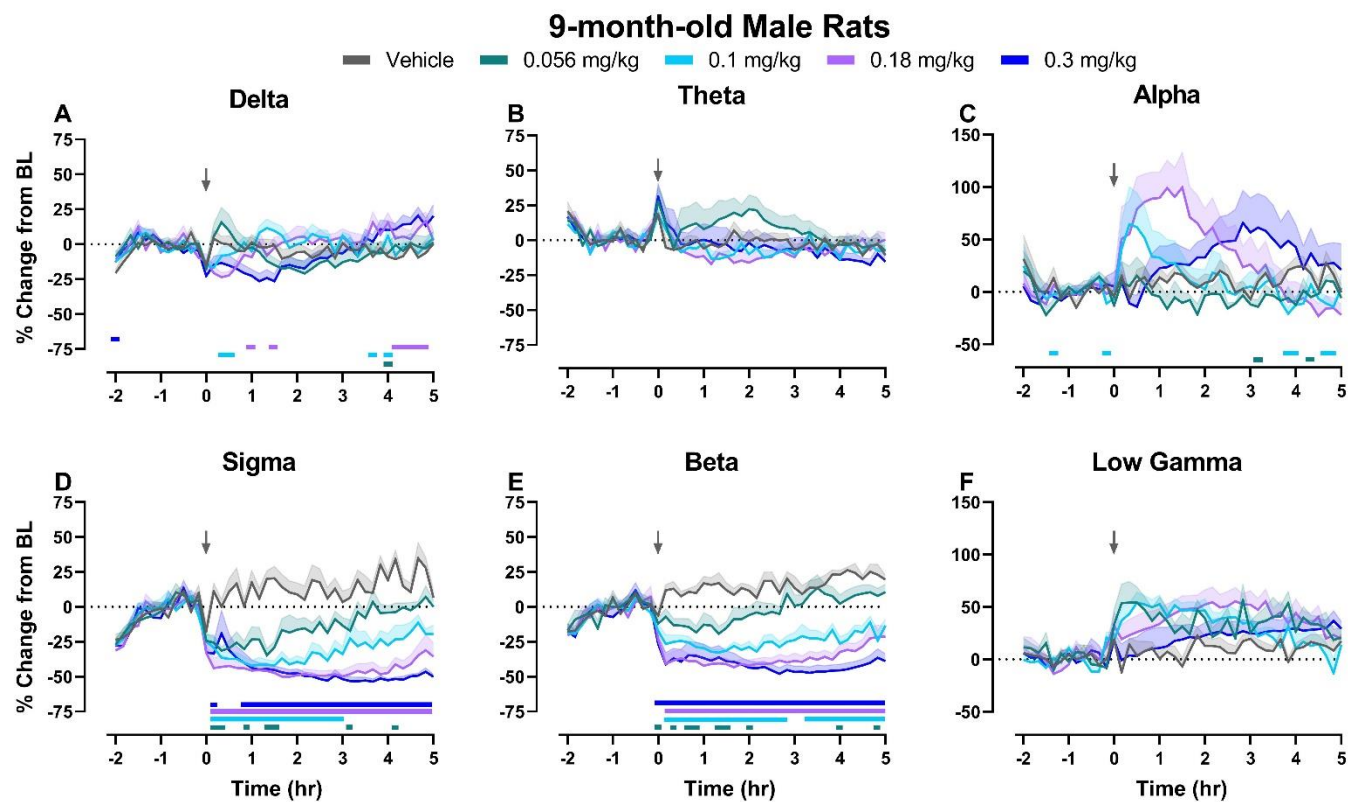 9-month-old Male Rats
Vehicle 0.056 mg/kg 0.1 mg/kg 0.18 mg/kg 0.3 mg/kg
A Delta
% Change from BL
75
50
25
0
-25
-50
-75
-2 -1 0 1 2 3 4 5
B Theta
75
50
25
0
-25
-50
-75
-2 -1 0 1 2 3 4 5
C Alpha
150
100
50
0
-50
-2 -1 0 1 2 3 4 5
D Sigma
% Change from BL
75
50
25
0
-25
-50
-75
-2 -1 0 1 2 3 4 5
Time (hr)
E Beta
75
50
25
0
-25
-50
-75
-2 -1 0 1 2 3 4 5
Time (hr)
F Low Gamma
150
100
50
0
-50
-2 -1 0 1 2 3 4 5
Time (hr)